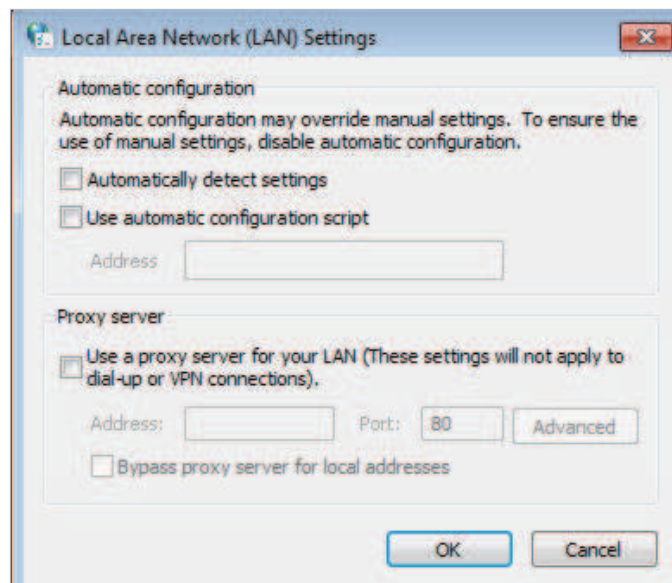 Local Area Network (LAN) Settings
Automatic configuration
Automatic configuration may override manual settings. To ensure the
use of manual settings, disable automatic configuration.
Automatically detect settings
Use automatic configuration script
Address
Proxy server
Use a proxy server for your LAN (These settings will not apply to
dial-up or VPN connections).
Address: Port: 80 Advanced
Bypass proxy server for local addresses
OK Cancel